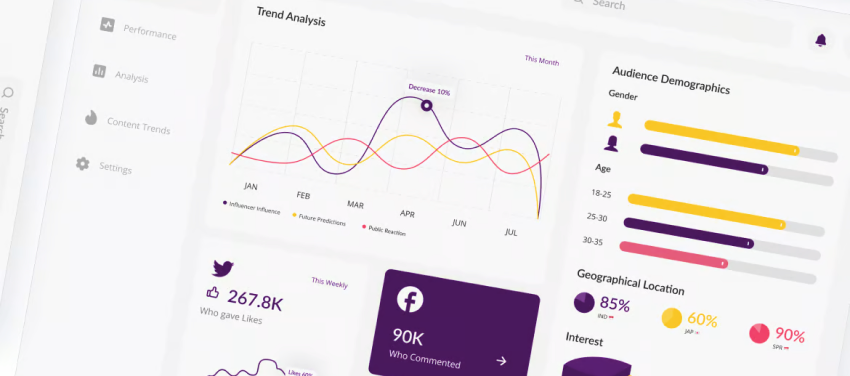 Search
Performance
Analysis
Content Trends
Settings
Search
Trend Analysis
This Month
Decrease 10%
JAN
FEB
MAR
APR
JUN
JUL
Influencer Influence
Future Predictions
Public Reaction
This Weekly
267.8K
Who gave Likes
Likes 60%
90K
Who Commented
Audience Demographics
Gender
Age
18-25
25-30
30-35
Geographical Location
85%
IND
60%
JAP
90%
SPR
Interest